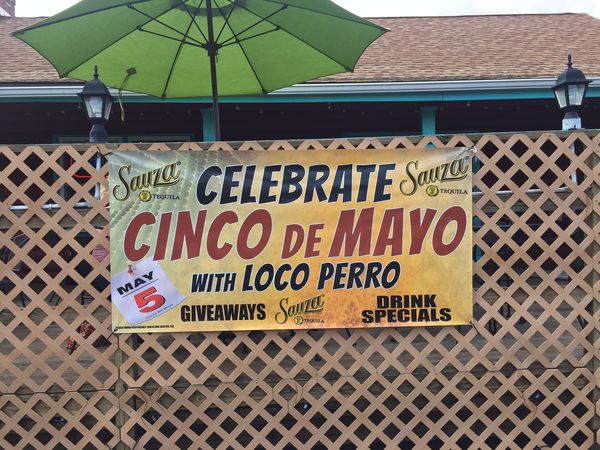 Sauza
TEQUILA
CELEBRATE
Sauza
TEQUILA
CINCO DE MAYO
WITH LOCO PERRO
MAY
5
GIVEAWAYS
Sauza
TEQUILA
DRINK
SPECIALS